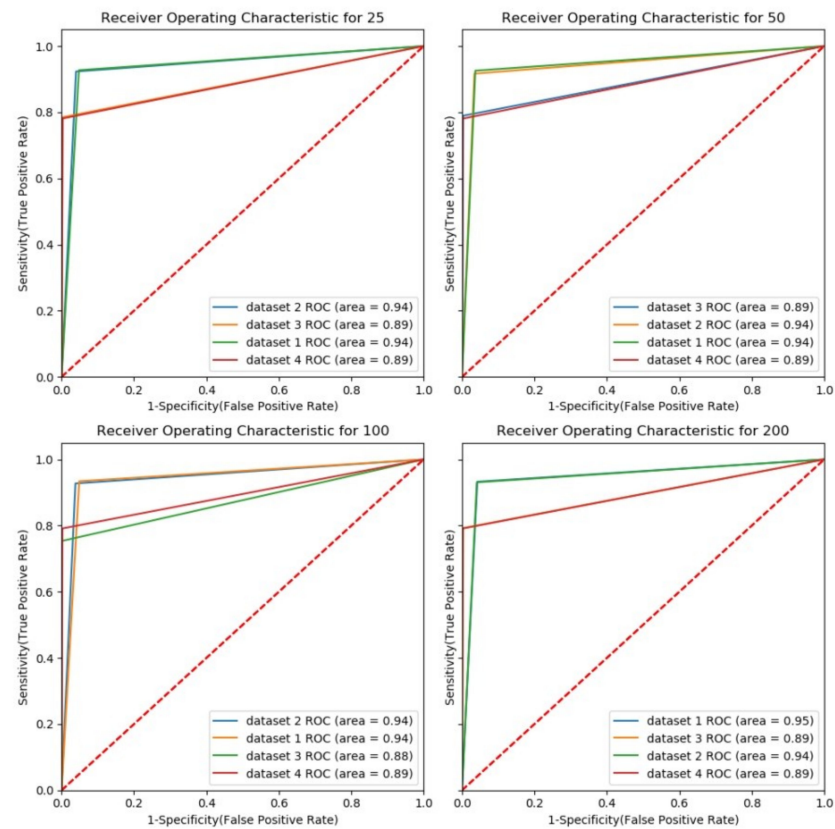 Receiver Operating Characteristic for 25
1.0
0.8
0.6
0.4
0.2
0.0
Sensitivity(True Positive Rate)
dataset 2 ROC (area = 0.94)
dataset 3 ROC (area = 0.89)
dataset 1 ROC (area = 0.94)
dataset 4 ROC (area = 0.89)
0.0 0.2 0.4 0.6 0.8 1.0
1-Specificity(False Positive Rate)
Receiver Operating Characteristic for 50
Sensitivity(True Positive Rate)
dataset 3 ROC (area = 0.89)
dataset 2 ROC (area = 0.94)
dataset 1 ROC (area = 0.94)
dataset 4 ROC (area = 0.89)
0.0 0.2 0.4 0.6 0.8 1.0
1-Specificity(False Positive Rate)
Receiver Operating Characteristic for 100
1.0
0.8
0.6
0.4
0.2
0.0
Sensitivity(True Positive Rate)
dataset 2 ROC (area = 0.94)
dataset 1 ROC (area = 0.94)
dataset 3 ROC (area = 0.88)
dataset 4 ROC (area = 0.89)
0.0 0.2 0.4 0.6 0.8 1.0
1-Specificity(False Positive Rate)
Receiver Operating Characteristic for 200
Sensitivity(True Positive Rate)
dataset 1 ROC (area = 0.95)
dataset 3 ROC (area = 0.89)
dataset 2 ROC (area = 0.94)
dataset 4 ROC (area = 0.89)
0.0 0.2 0.4 0.6 0.8 1.0
1-Specificity(False Positive Rate)